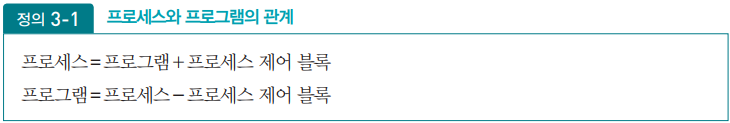 정의 3-1 프로세스와 프로그램의 관계
프로세스=프로그램+프로세스 제어 블록
프로그램=프로세스-프로세스 제어 블록